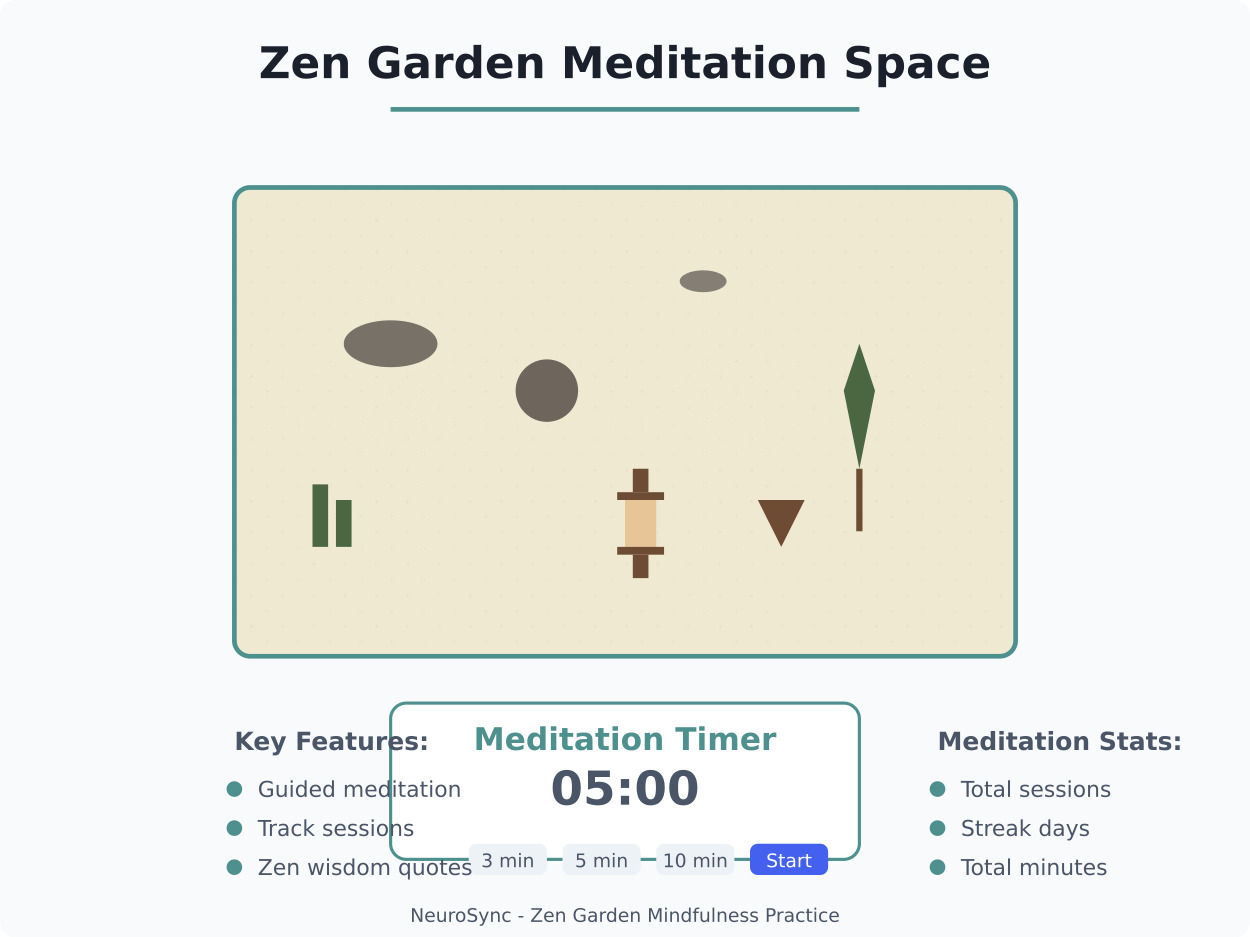 Zen Garden Meditation Space
Key Features:
Guided meditation
Track sessions
Zen wisdom quotes
Meditation Timer
05:00
3 min
5 min
10 min
Start
Meditation Stats:
Total sessions
Streak days
Total minutes
NeuroSync - Zen Garden Mindfulness Practice